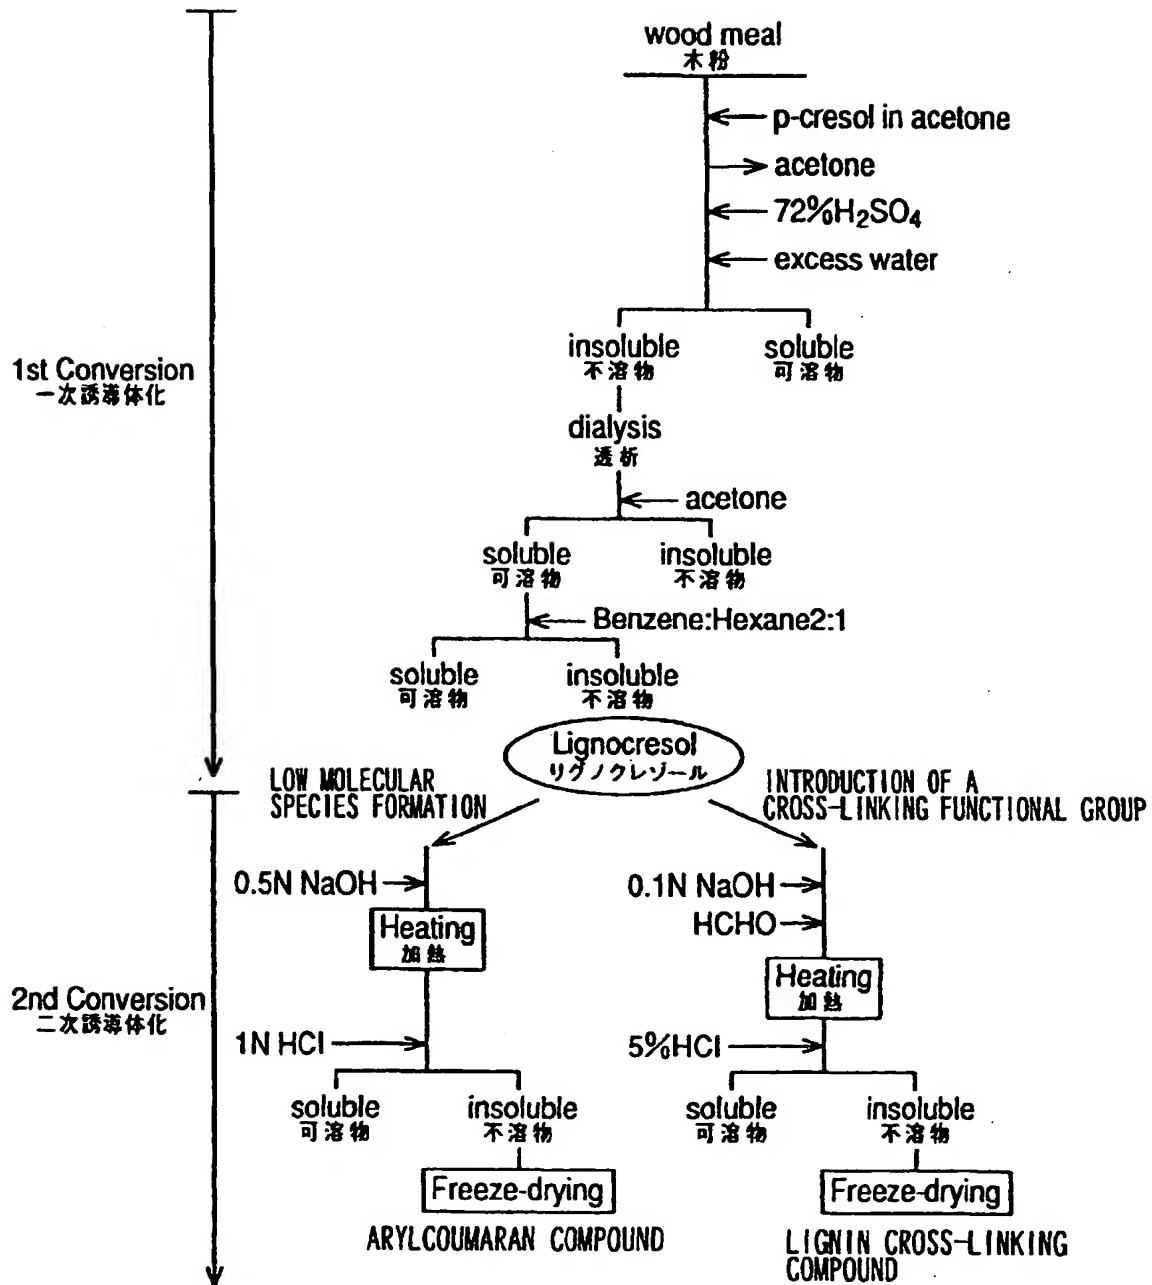 wood meal
木粉
p-cresol in acetone
acetone
72%H₂SO₄
excess water
insoluble
不溶物
soluble
可溶物
1st Conversion
一次誘導体化
dialysis
透析
acetone
soluble
可溶物
insoluble
不溶物
Benzene:Hexane2:1
soluble
可溶物
insoluble
不溶物
Lignocresol
リグノクレゾール
LOW MOLECULAR
SPECIES FORMATION
INTRODUCTION OF A
CROSS-LINKING FUNCTIONAL GROUP
0.5N NaOH
Heating
加熱
0.1N NaOH
HCHO
Heating
加熱
2nd Conversion
二次誘導体化
1N HCl
5%HCl
soluble
可溶物
insoluble
不溶物
soluble
可溶物
insoluble
不溶物
Freeze-drying
Freeze-drying
ARYLCOUMARAN COMPOUND
LIGNIN CROSS-LINKING
COMPOUND